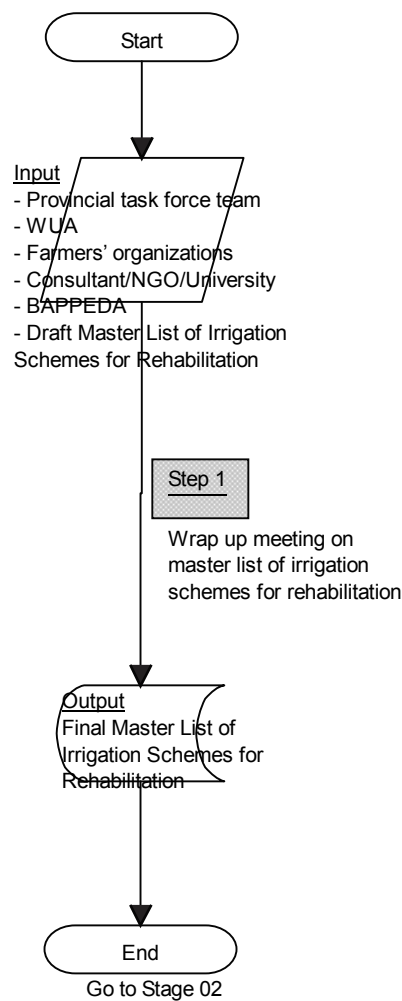 Start
Input
- Provincial task force team
- WUA
- Farmers' organizations
- Consultant/NGO/University
- BAPPEDA
- Draft Master List of Irrigation
Schemes for Rehabilitation
Step 1
Wrap up meeting on
master list of irrigation
schemes for rehabilitation
Output
Final Master List of
Irrigation Schemes for
Rehabilitation
End
Go to Stage 02